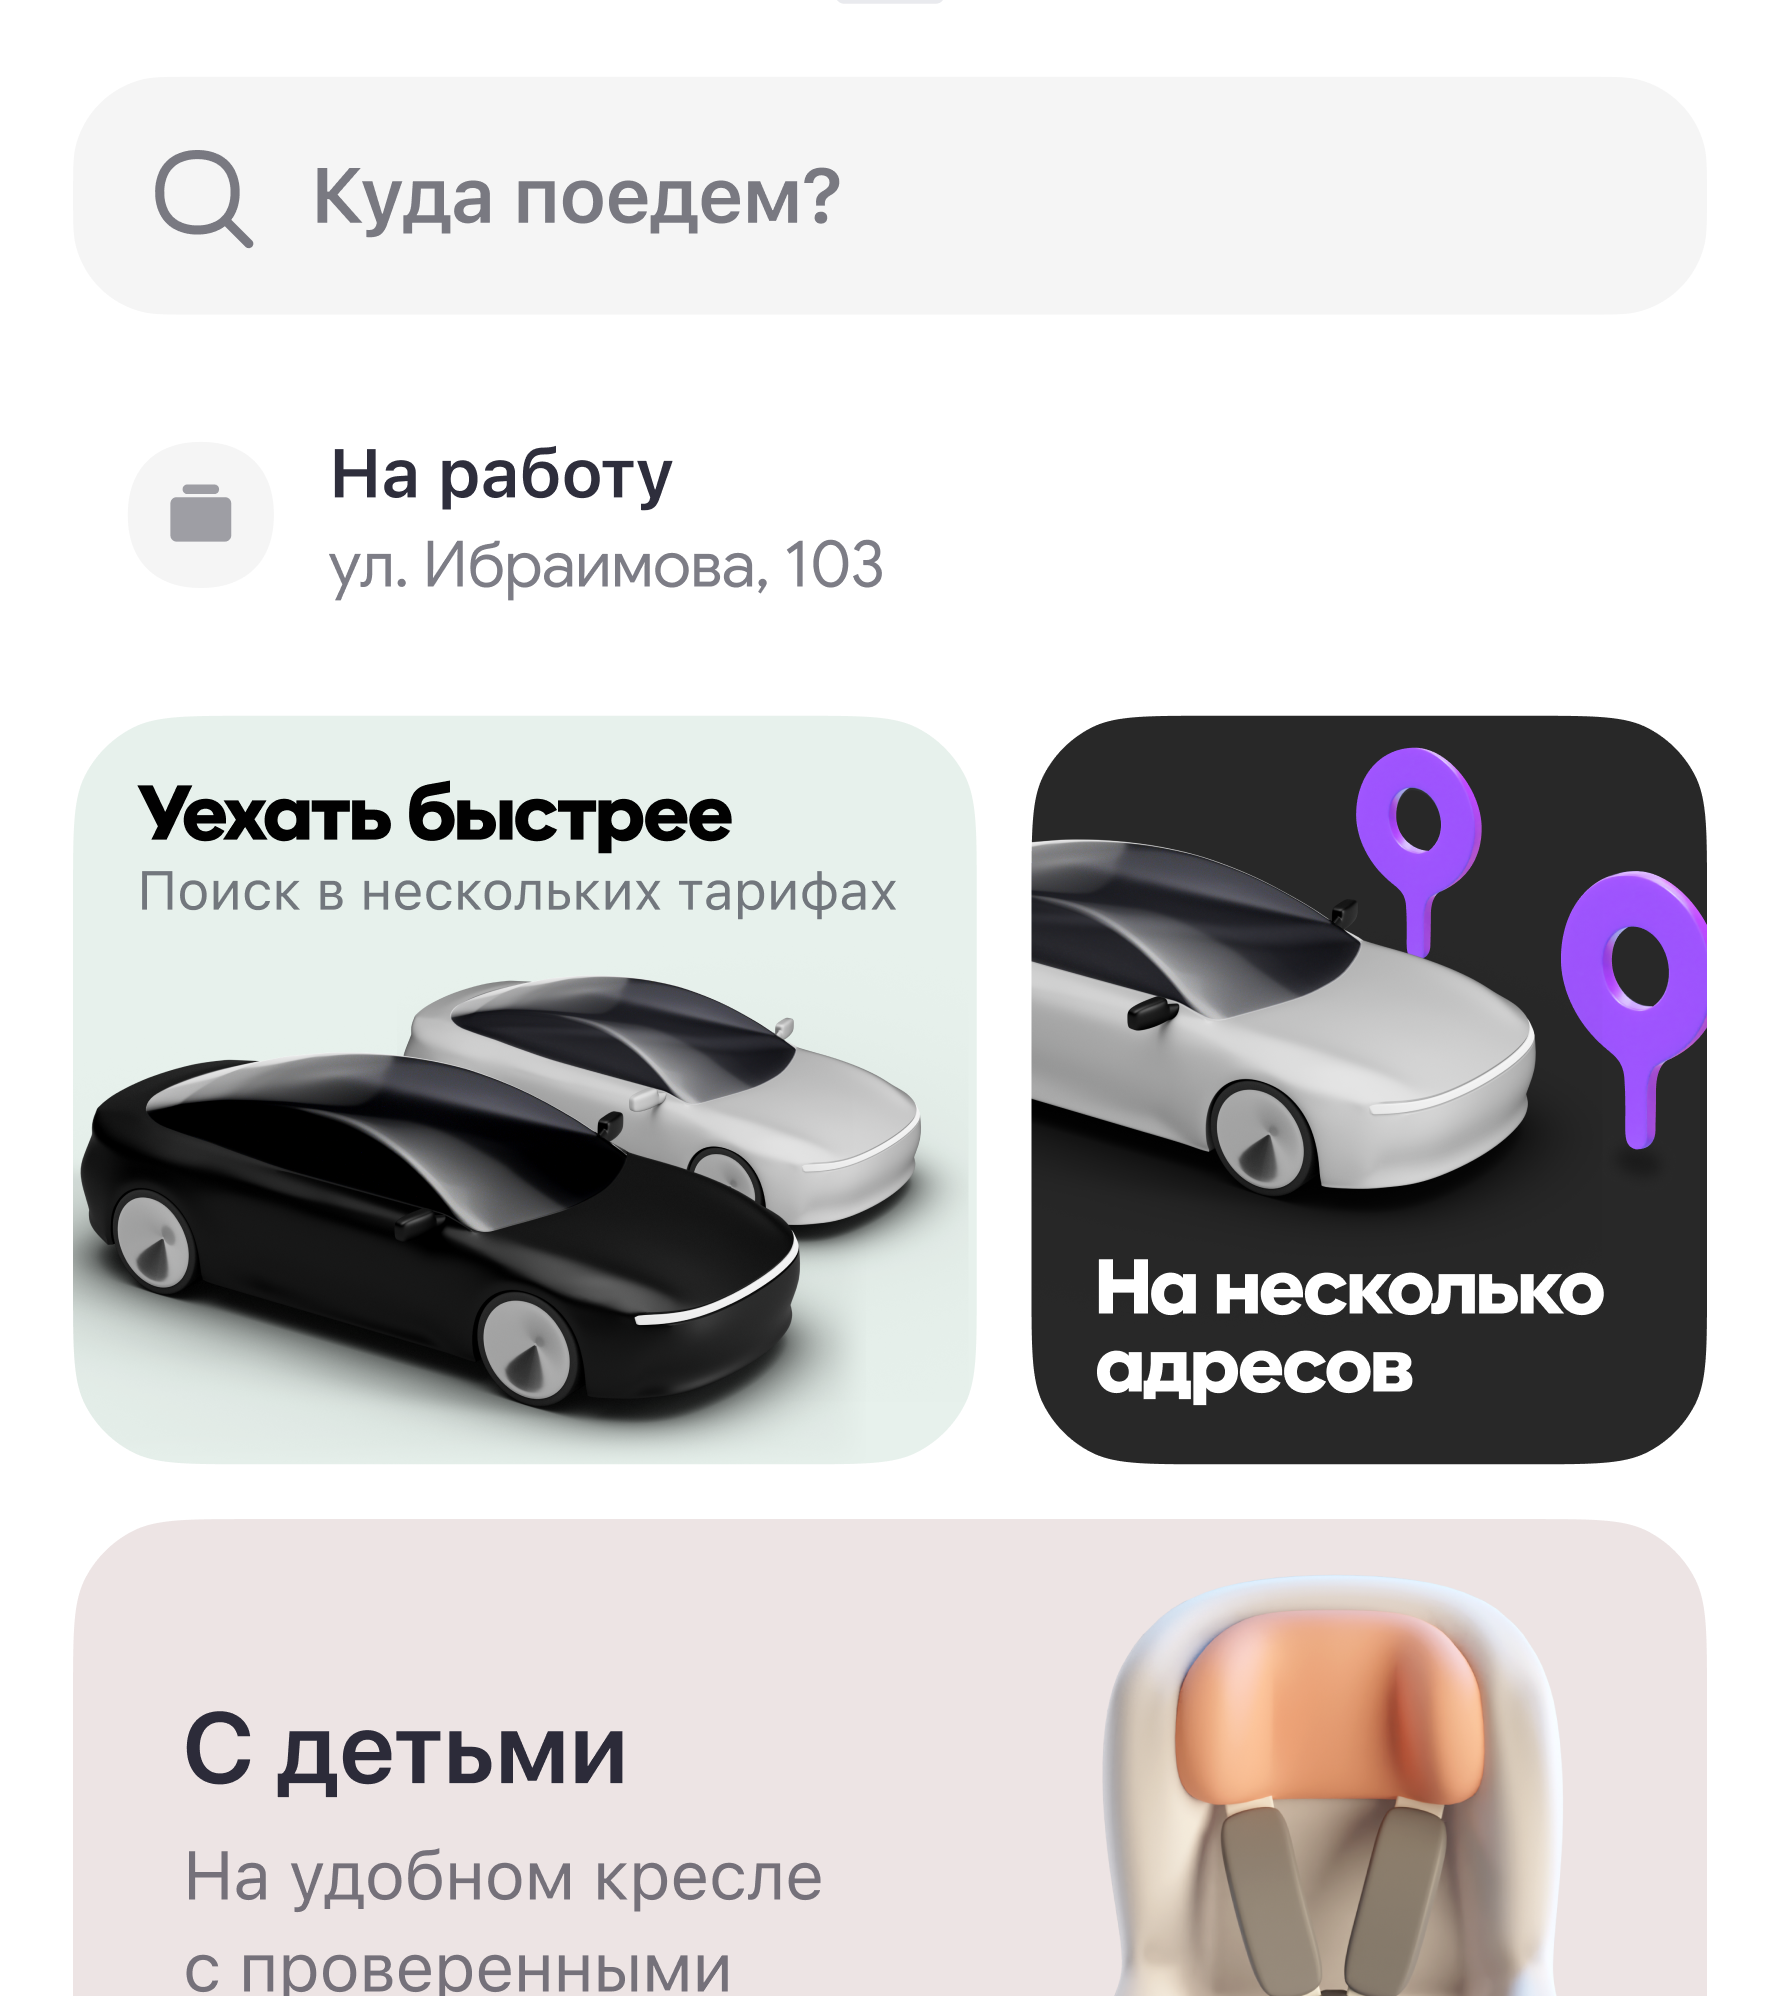 Куда поедем?
На работу
ул. Ибраимова, 103
Уехать быстрее
Поиск в нескольких тарифах
На несколько
адресов
С детьми
На удобном кресле
с проверенными